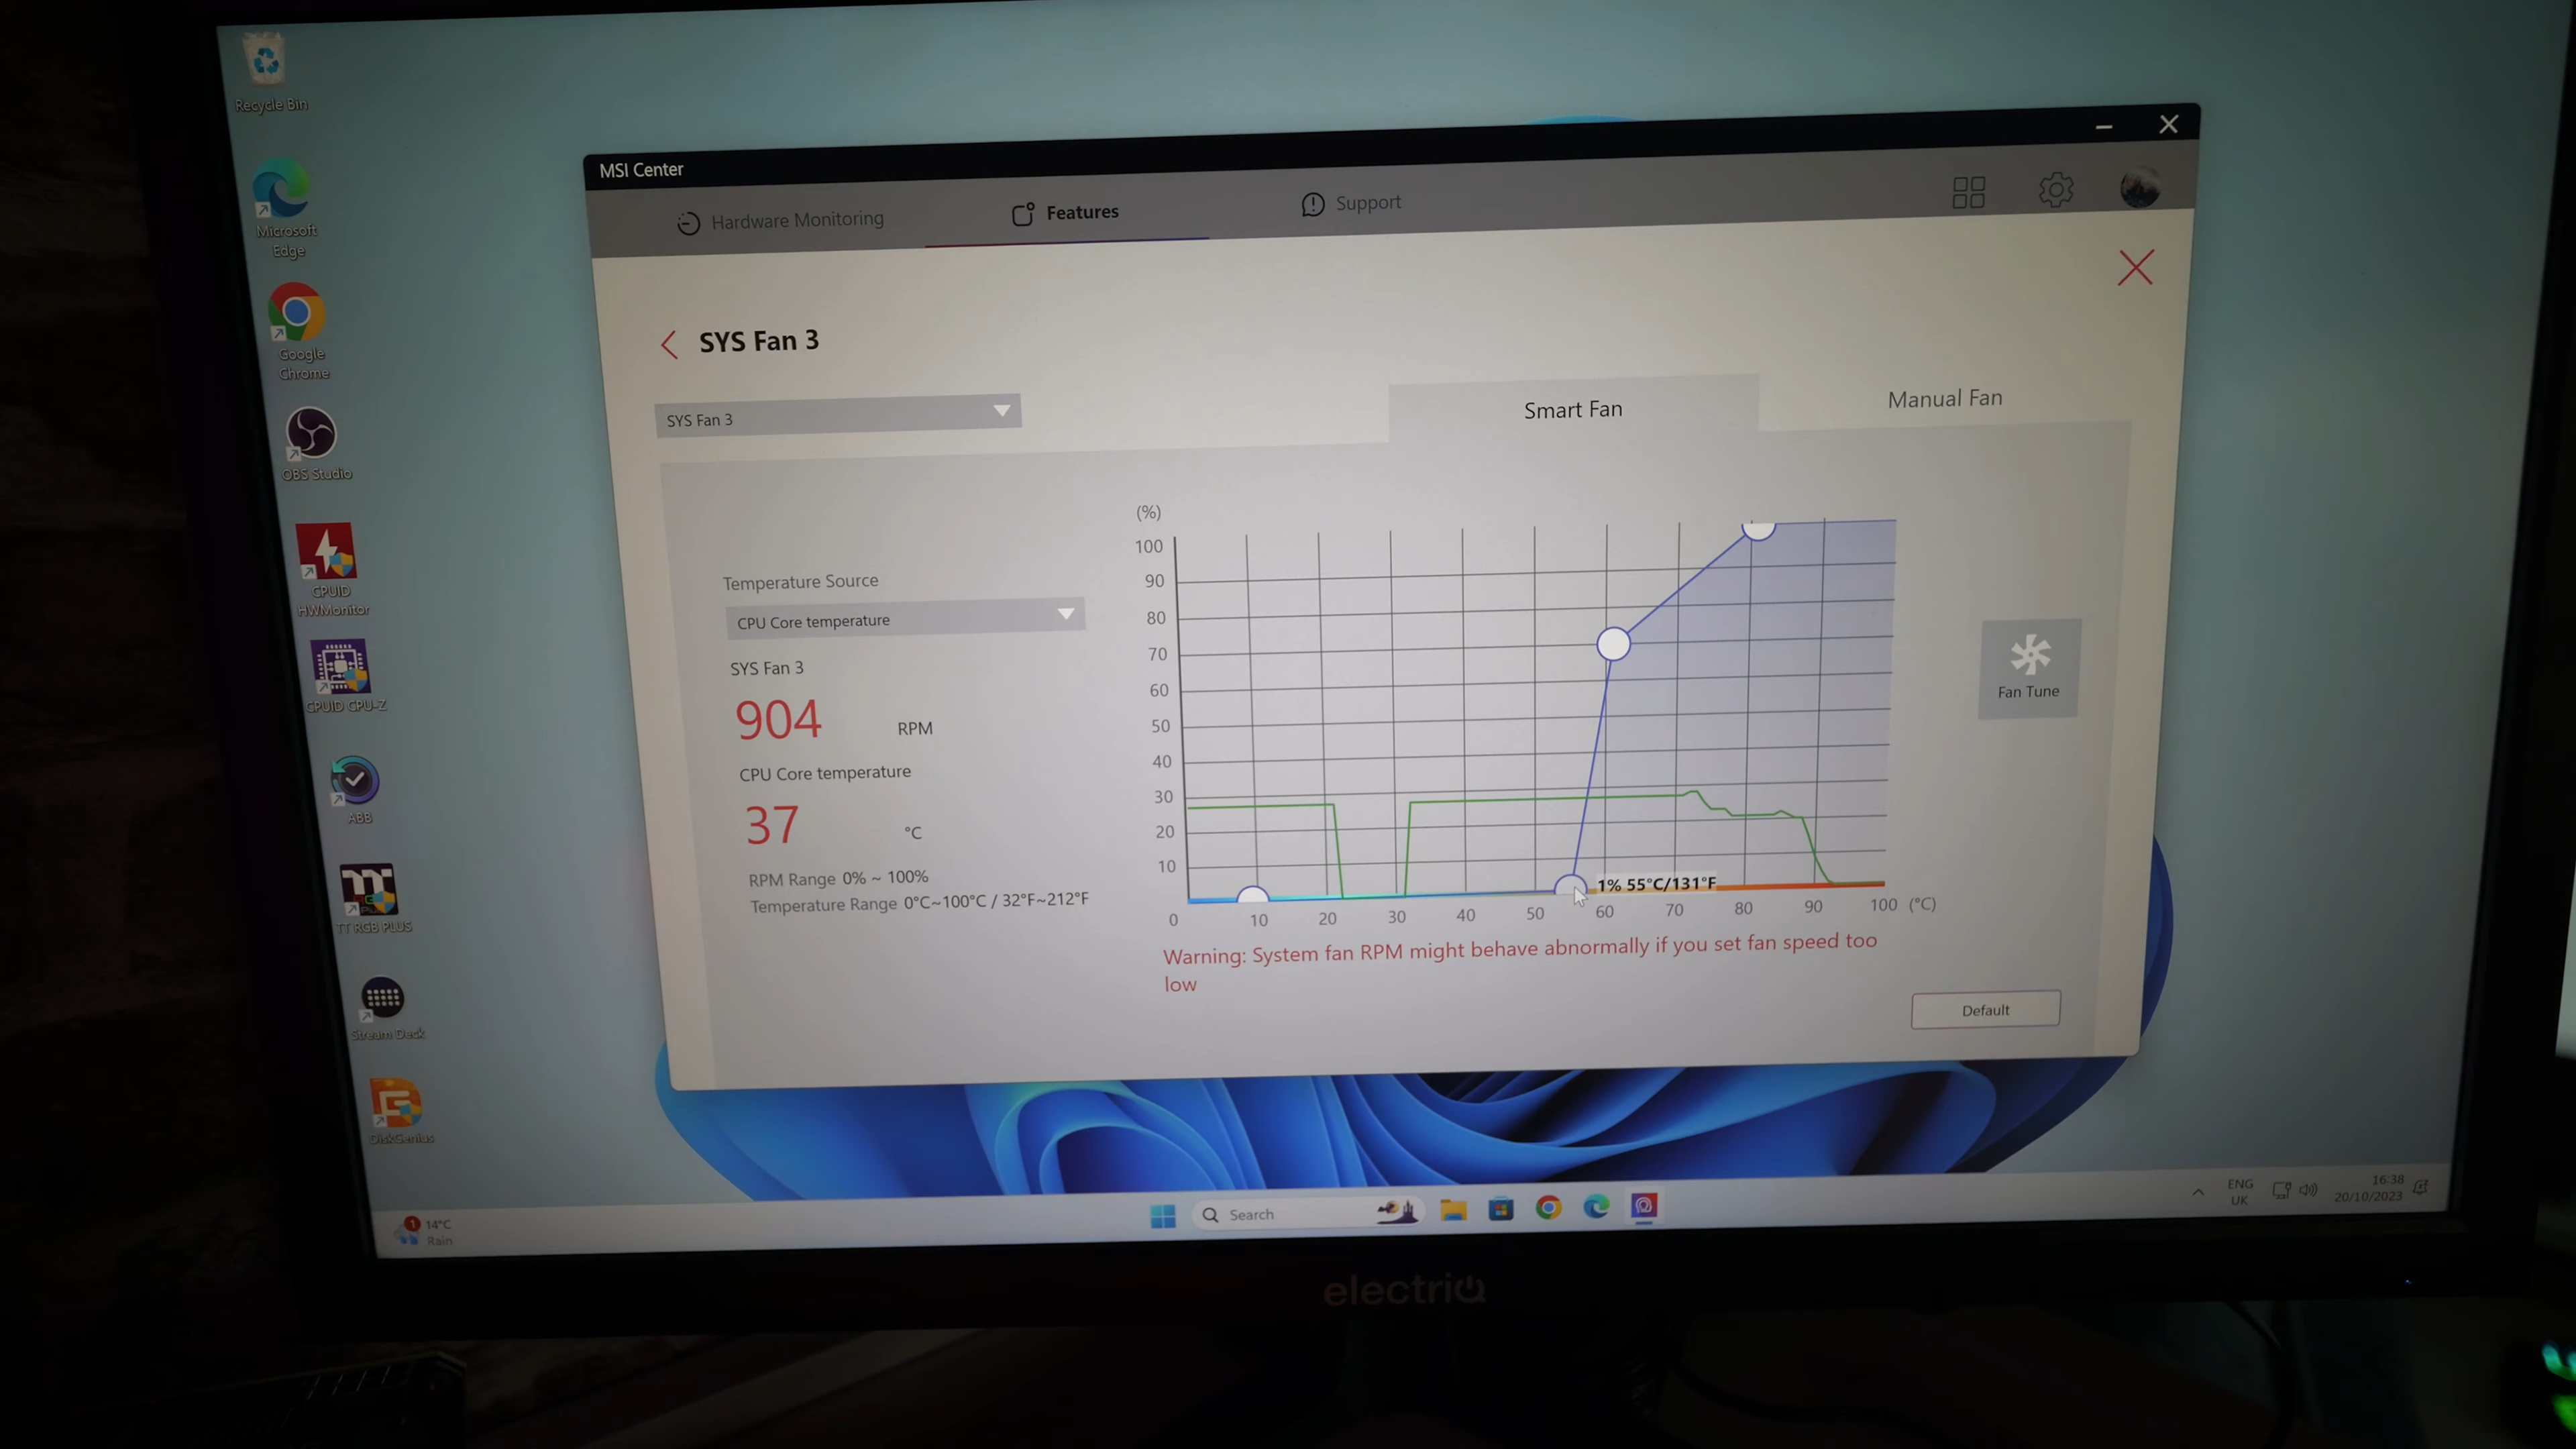 Recycle Bin
Microsoft
Edge
Google
Chrome
OBS Studio
CPUID
HWMonitor
CPUID CPU-Z
ABB
TT RGB PLUS
Stream Deck
DiskGenius
MSI Center
Hardware Monitoring
Features
Support
SYS Fan 3
SYS Fan 3
Smart Fan
Manual Fan
Temperature Source
CPU Core temperature
SYS Fan 3
904 RPM
CPU Core temperature
37 °C
RPM Range 0% ~ 100%
Temperature Range 0°C~100°C / 32°F~212°F
(%)
100
90
80
70
60
50
40
30
20
10
1% 55°C/131°F
0 10 20 30 40 50 60 70 80 90 100 (°C)
Warning: System fan RPM might behave abnormally if you set fan speed too
low
Fan Tune
Default
1 14°C
Rain
Search
ENG
UK
16:38
20/10/2023
electriQ